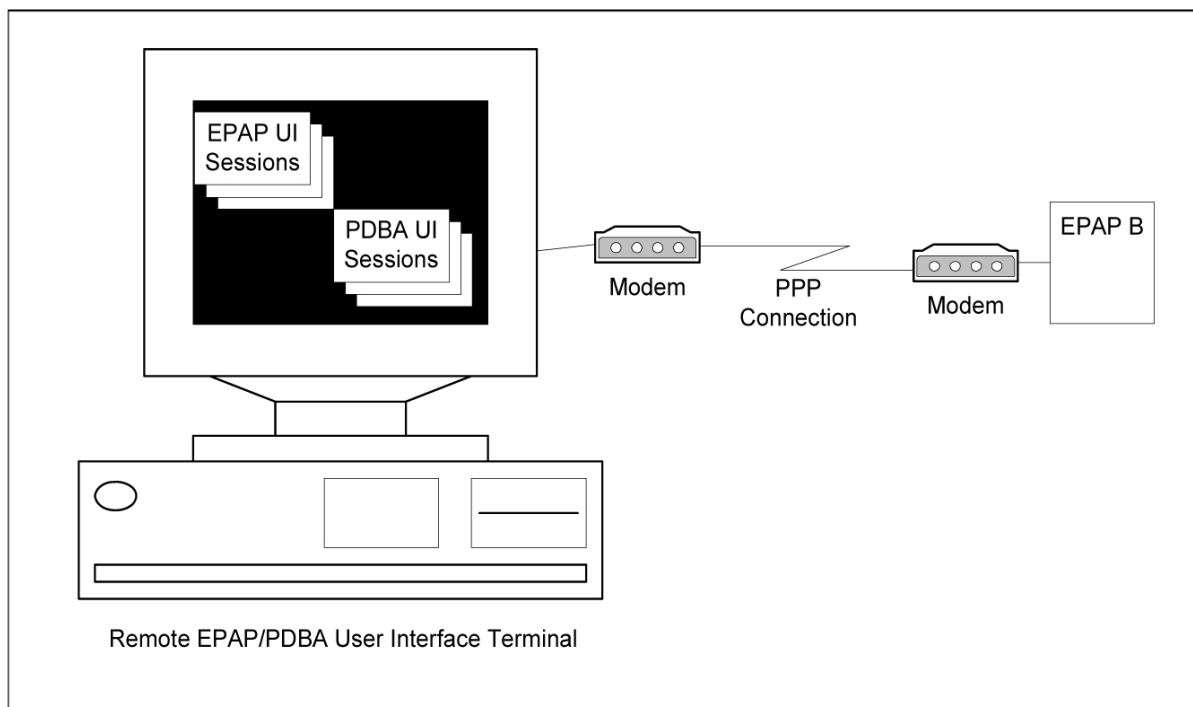 EPAP UI
Sessions
PDBA UI
Sessions
Modem
PPP
Connection
Modem
EPAP B
Remote EPAP/PDBA User Interface Terminal